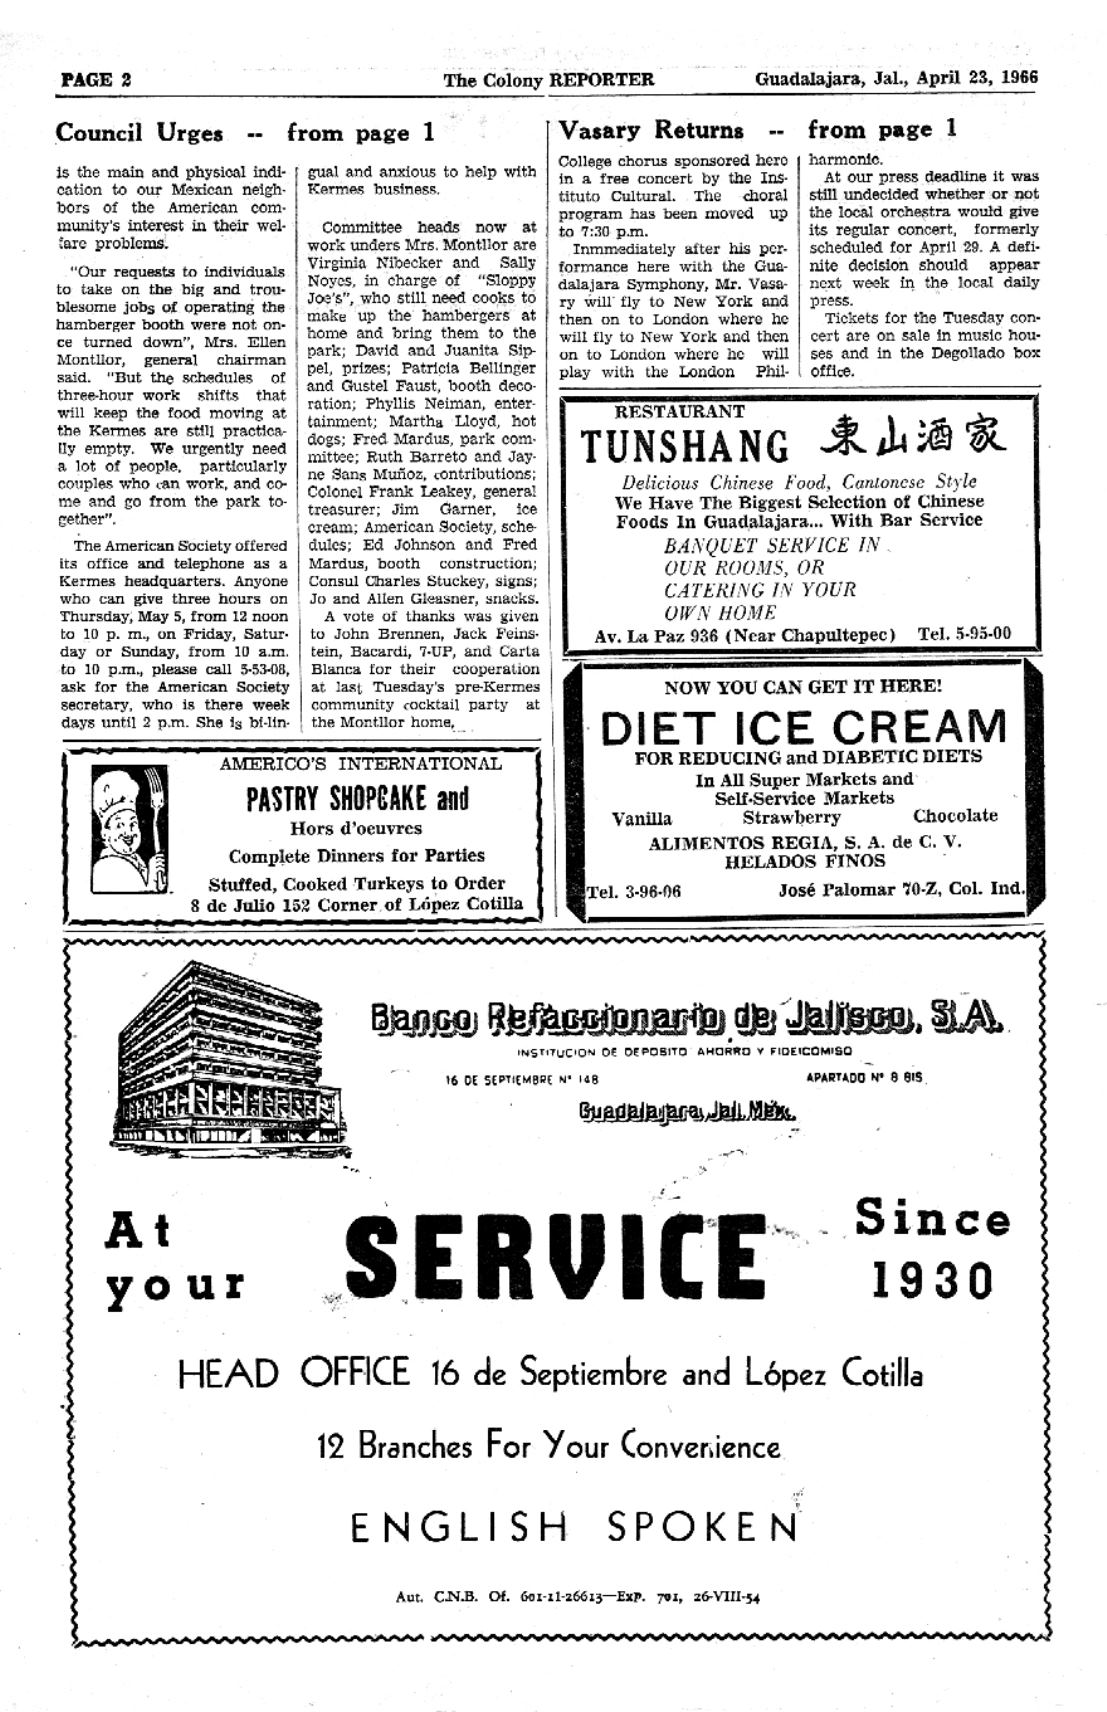 PAGE 2
The Colony REPORTER
Guadalajara, Jal., April 23, 1966
Council Urges -- from page 1
is the main and physical indi-
cation to our Mexican neigh-
bors of the American com-
munity's interest in their wel-
fare problems.
"Our requests to individuals
to take on the big and trou-
blesome jobs of operating the
hamberger booth were not on-
ce turned down", Mrs. Ellen
Montllor, general chairman
said. "But the schedules of
three-hour work shifts that
will keep the food moving at
the Kermes are still practica-
lly empty. We urgently need
a lot of people, particularly
couples who can work, and co-
me and go from the park to-
gether".
The American Society offered
its office and telephone as a
Kermes headquarters. Anyone
who can give three hours on
Thursday, May 5, from 12 noon
to 10 p. m., on Friday, Satur-
day or Sunday, from 10 a.m.
to 10 p.m., please call 5-53-08,
ask for the American Society
secretary, who is there week
days until 2 p.m. She is bi-lin-
gual and anxious to help with
Kermes business.
Committee heads now at
work unders Mrs. Montllor are
Virginia Nibecker and Sally
Noyes, in charge of "Sloppy
Joe's", who still need cooks to
make up the hambergers at
home and bring them to the
park; David and Juanita Sip-
pel, prizes; Patricia Bellinger
and Gustel Faust, booth deco-
ration; Phyllis Neiman, enter-
tainment; Martha Lloyd, hot
dogs; Fred Mardus, park com-
mittee; Ruth Barreto and Jay-
ne Sans Muñoz, contributions;
Colonel Frank Leakey, general
treasurer; Jim Garner, ice
cream; American Society, sche-
dules; Ed Johnson and Fred
Mardus, booth construction;
Consul Charles Stuckey, signs;
Jo and Allen Gleasner, snacks.
A vote of thanks was given
to John Brennen, Jack Feins-
tein, Bacardi, 7-UP, and Carta
Blanca for their cooperation
at last Tuesday's pre-Kermes
community cocktail party at
the Montllor home.
Vasary Returns -- from page 1
College chorus sponsored here
in a free concert by the Ins-
tituto Cultural. The choral
program has been moved up
to 7:30 p.m.
Inmmediately after his per-
formance here with the Gua-
dalajara Symphony, Mr. Vasa-
ry will fly to New York and
then on to London where he
will fly to New York and then
on to London where he will
play with the London Phil-
harmonic.
At our press deadline it was
still undecided whether or not
the local orchestra would give
its regular concert, formerly
scheduled for April 29. A defi-
nite decision should appear
next week in the local daily
press.
Tickets for the Tuesday con-
cert are on sale in music hou-
ses and in the Degollado box
office.
RESTAURANT
TUNSHANG 東山酒家
Delicious Chinese Food, Cantonese Style
We Have The Biggest Selection of Chinese
Foods In Guadalajara... With Bar Service
BANQUET SERVICE IN
OUR ROOMS, OR
CATERING IN YOUR
OWN HOME
Av. La Paz 936 (Near Chapultepec) Tel. 5-95-00
NOW YOU CAN GET IT HERE!
DIET ICE CREAM
FOR REDUCING and DIABETIC DIETS
In All Super Markets and
Self-Service Markets
Vanilla Strawberry Chocolate
ALIMENTOS REGIA, S. A. de C. V.
HELADOS FINOS
Tel. 3-96-06 José Palomar 70-Z, Col. Ind.
AMERICO'S INTERNATIONAL
PASTRY SHOPCAKE and
Hors d'oeuvres
Complete Dinners for Parties
Stuffed, Cooked Turkeys to Order
8 de Julio 152 Corner of López Cotilla
Banco Refaccionario de Jalisco, S.A.
INSTITUCION DE DEPOSITO AHORRO Y FIDEICOMISO
16 DE SEPTIEMBRE N° 148 APARTADO N° 8 BIS
Guadalajara, Jal. Méx.
At
your
SERVICE
Since
1930
HEAD OFFICE 16 de Septiembre and López Cotilla
12 Branches For Your Convenience
ENGLISH SPOKEN
Aut. C.N.B. Of. 601-11-26613—Exp. 701, 26-VIII-54